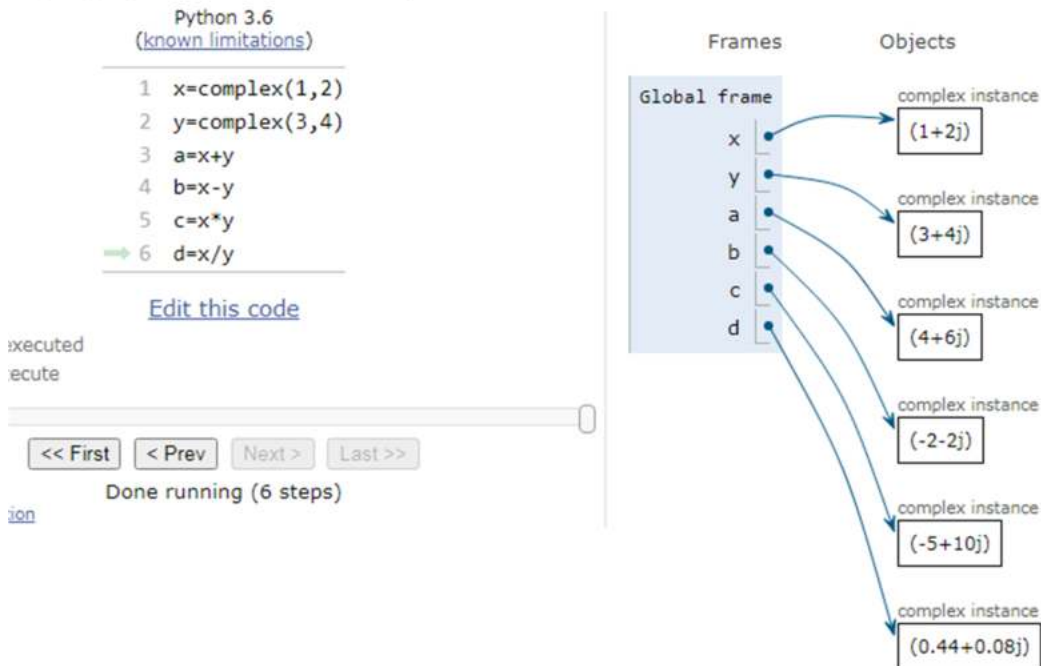 Python 3.6
(known limitations)
1 x=complex(1,2)
2 y=complex(3,4)
3 a=x+y
4 b=x-y
5 c=x*y
6 d=x/y
Edit this code
executed
ecute
<< First < Prev Next > Last >>
Done running (6 steps)
ion
Frames Objects
Global frame
x
y
a
b
c
d
complex instance
(1+2j)
complex instance
(3+4j)
complex instance
(4+6j)
complex instance
(-2-2j)
complex instance
(-5+10j)
complex instance
(0.44+0.08j)